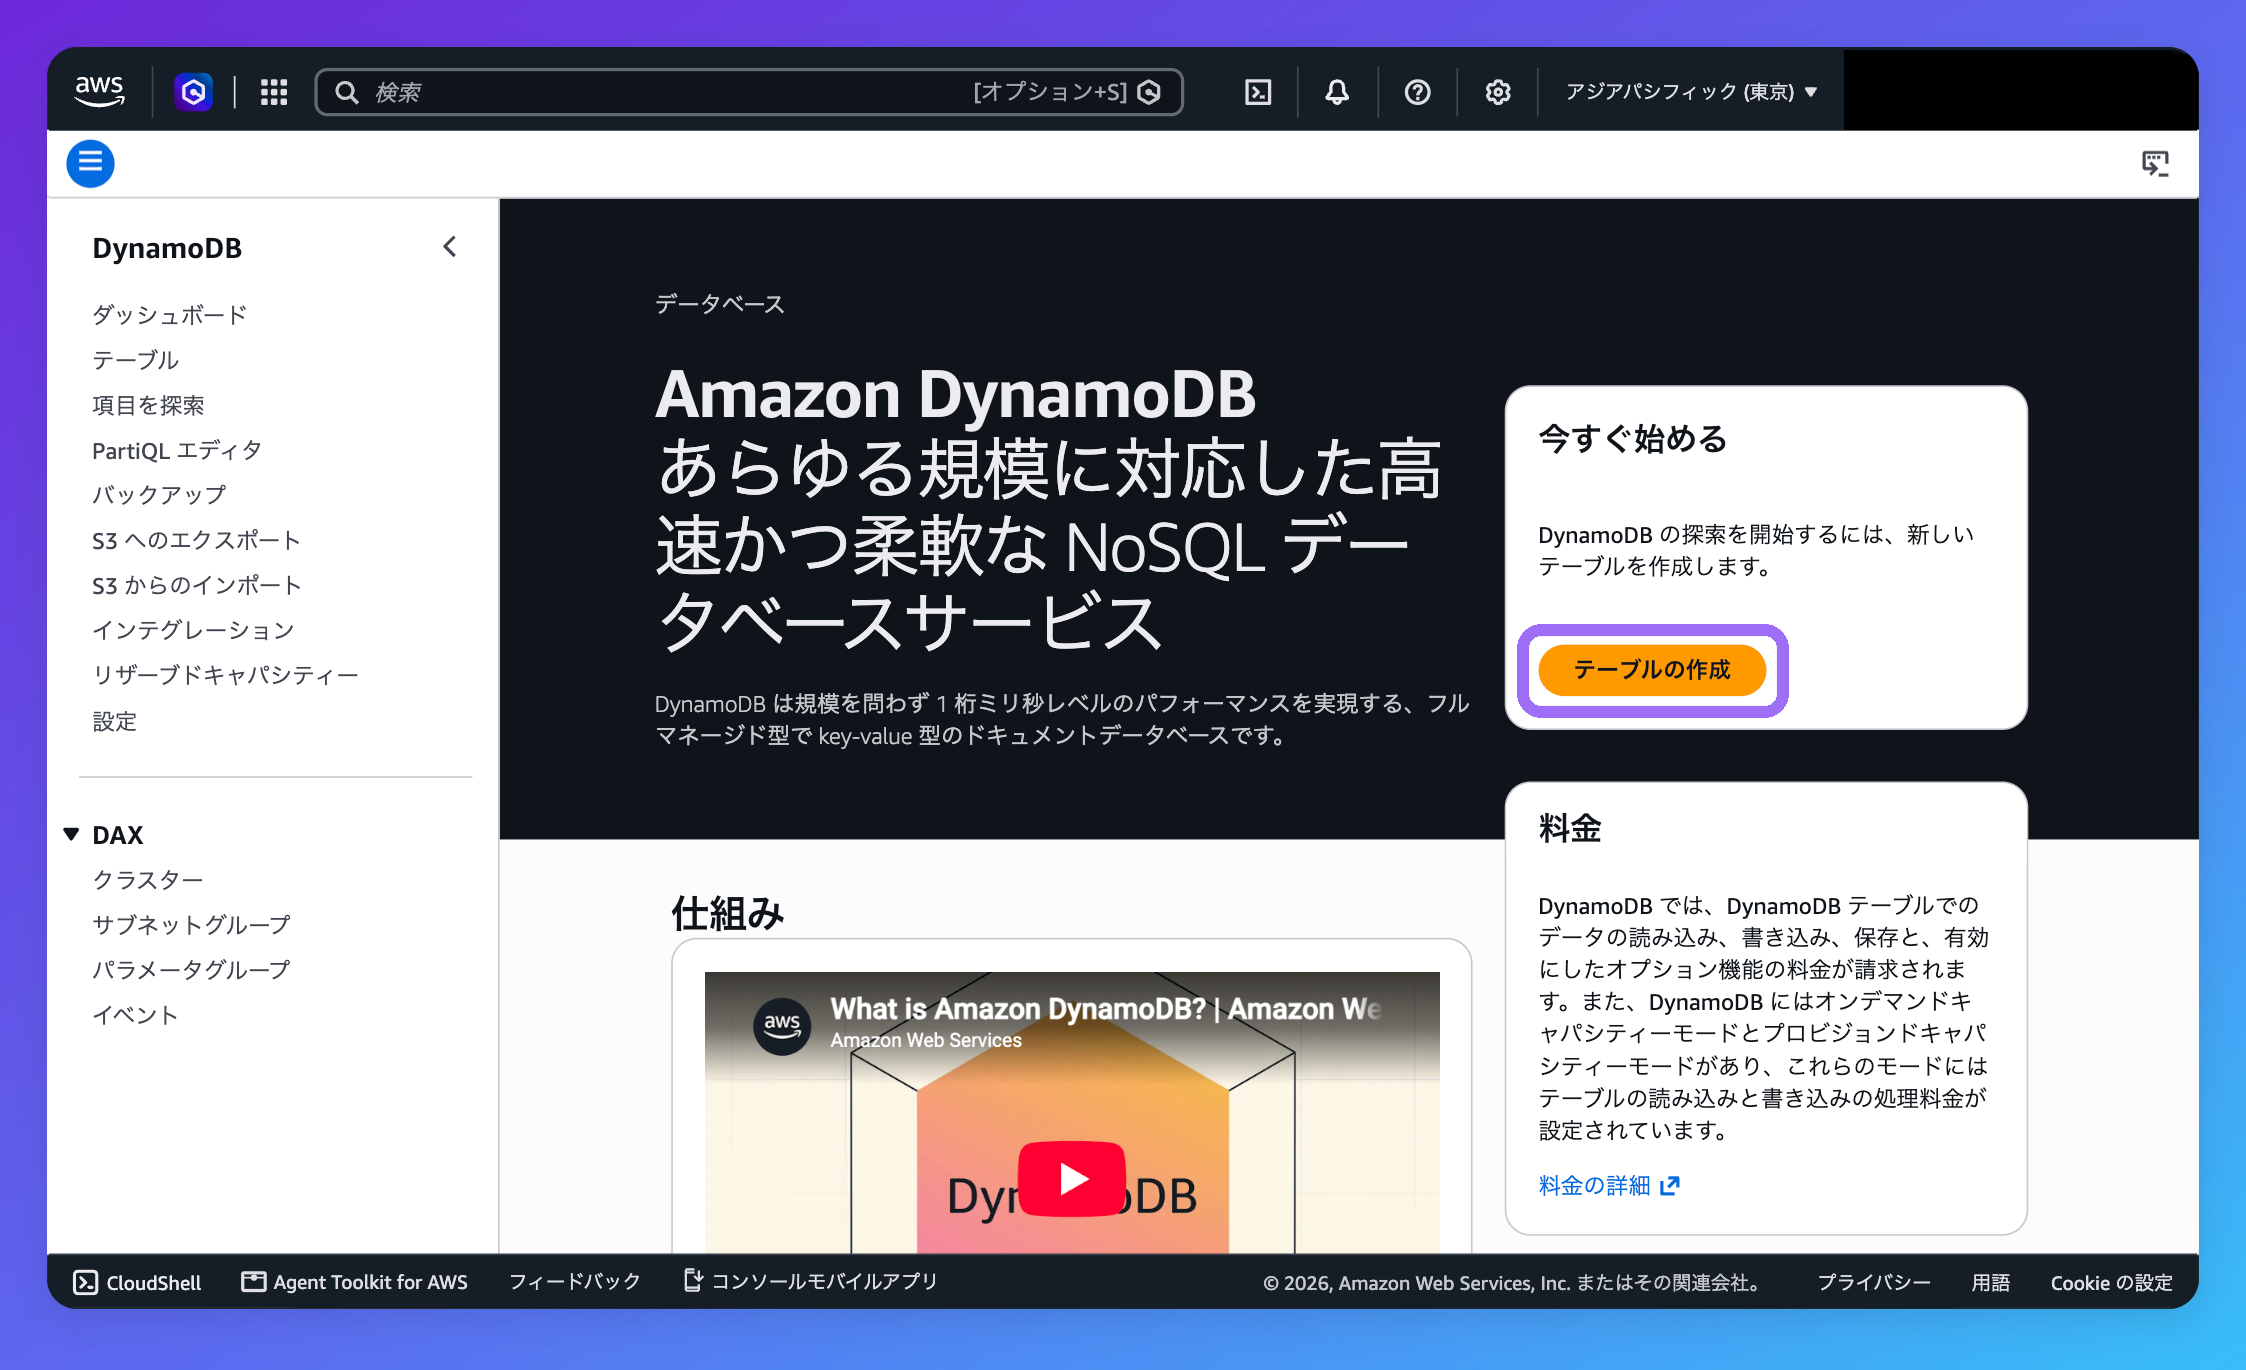 aws
検索
[オプション+S]
アジアパシフィック (東京)
DynamoDB
ダッシュボード
テーブル
項目を探索
PartiQL エディタ
バックアップ
S3 へのエクスポート
S3 からのインポート
インテグレーション
リザーブドキャパシティー
設定
DAX
クラスター
サブネットグループ
パラメータグループ
イベント
データベース
Amazon DynamoDB
あらゆる規模に対応した高
速かつ柔軟な NoSQL デー
タベースサービス
DynamoDB は規模を問わず 1 桁ミリ秒レベルのパフォーマンスを実現する、フル
マネージド型で key-value 型のドキュメントデータベースです。
今すぐ始める
DynamoDB の探索を開始するには、新しい
テーブルを作成します。
テーブルの作成
料金
DynamoDB では、DynamoDB テーブルでの
データの読み込み、書き込み、保存と、有効
にしたオプション機能の料金が請求されま
す。また、DynamoDB にはオンデマンドキ
ャパシティーモードとプロビジョンドキャパ
シティーモードがあり、これらのモードには
テーブルの読み込みと書き込みの処理料金が
設定されています。
料金の詳細
仕組み
aws
What is Amazon DynamoDB? | Amazon We
Amazon Web Services
CloudShell
Agent Toolkit for AWS
フィードバック
コンソールモバイルアプリ
© 2026, Amazon Web Services, Inc. またはその関連会社。
プライバシー
用語
Cookie の設定